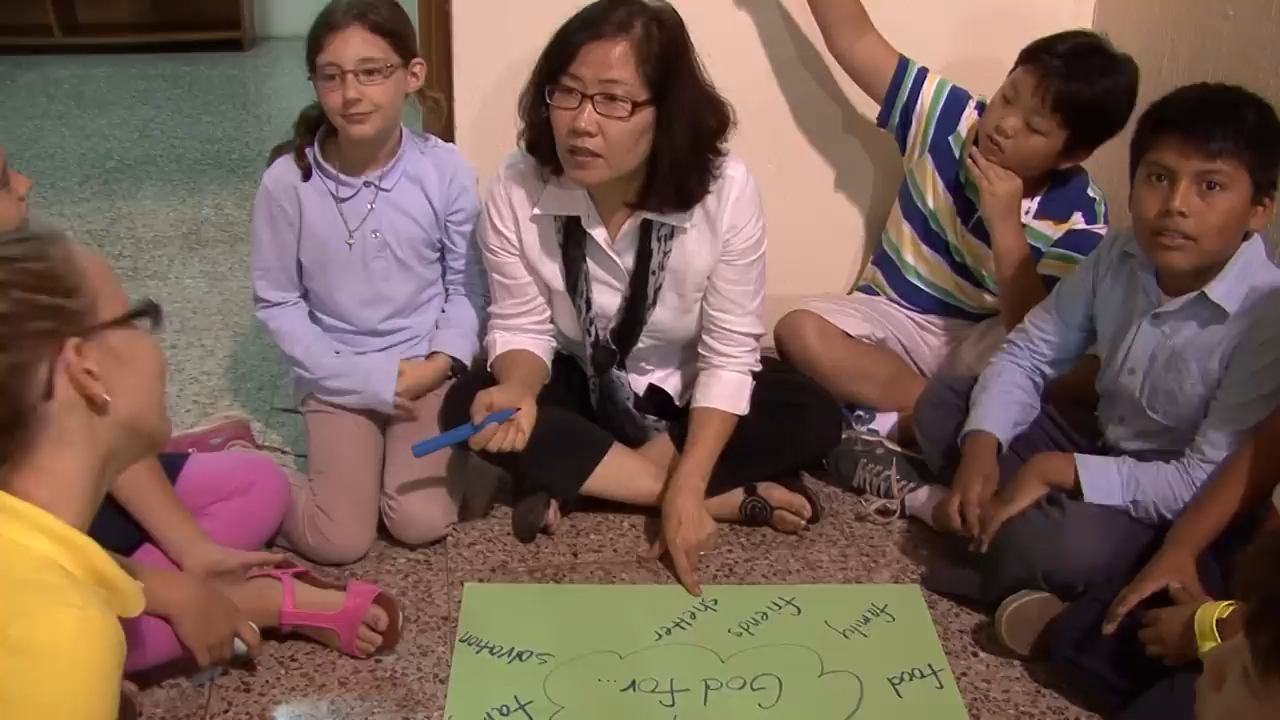 God for...
salvation
shelter
friends
family
food